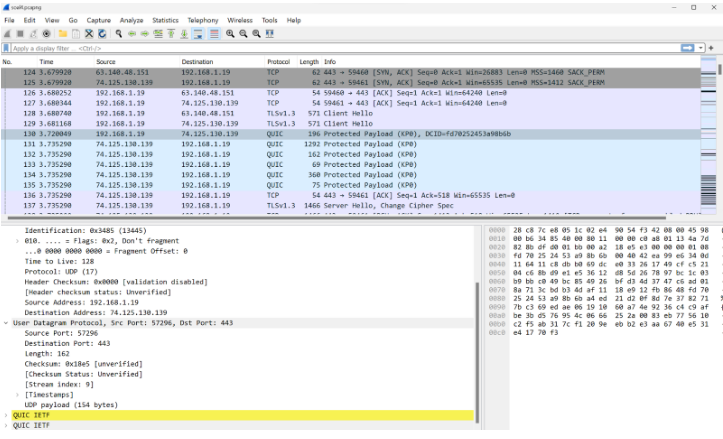 scan9.pcapng
File Edit View Go Capture Analyze Statistics Telephony Wireless Tools Help
Apply a display filter ... <Ctrl-/>
No. Time Source Destination Protocol Length Info
124 3.679920 63.140.48.151 192.168.1.19 TCP 62 443 → 59460 [SYN, ACK] Seq=0 Ack=1 Win=26883 Len=0 MSS=1460 SACK_PERM
125 3.679920 74.125.130.139 192.168.1.19 TCP 62 443 → 59461 [SYN, ACK] Seq=0 Ack=1 Win=65535 Len=0 MSS=1412 SACK_PERM
126 3.680252 192.168.1.19 63.140.48.151 TCP 54 59460 → 443 [ACK] Seq=1 Ack=1 Win=64240 Len=0
127 3.680344 192.168.1.19 74.125.130.139 TCP 54 59461 → 443 [ACK] Seq=1 Ack=1 Win=64240 Len=0
128 3.680740 192.168.1.19 63.140.48.151 TLSv1.3 571 Client Hello
129 3.681168 192.168.1.19 74.125.130.139 TLSv1.3 571 Client Hello
130 3.720049 192.168.1.19 74.125.130.139 QUIC 196 Protected Payload (KP0), DCID=fd70252453a98b6b
131 3.735290 74.125.130.139 192.168.1.19 QUIC 1292 Protected Payload (KP0)
132 3.735290 74.125.130.139 192.168.1.19 QUIC 162 Protected Payload (KP0)
133 3.735290 74.125.130.139 192.168.1.19 QUIC 69 Protected Payload (KP0)
134 3.735290 74.125.130.139 192.168.1.19 QUIC 360 Protected Payload (KP0)
135 3.735290 74.125.130.139 192.168.1.19 QUIC 75 Protected Payload (KP0)
136 3.735290 74.125.130.139 192.168.1.19 TCP 54 443 → 59461 [ACK] Seq=1 Ack=518 Win=65535 Len=0
137 3.735290 74.125.130.139 192.168.1.19 TLSv1.3 1466 Server Hello, Change Cipher Spec
Identification: 0x3485 (13445)
010. .... = Flags: 0x2, Don't fragment
...0 0000 0000 0000 = Fragment Offset: 0
Time to Live: 128
Protocol: UDP (17)
Header Checksum: 0x0000 [validation disabled]
[Header checksum status: Unverified]
Source Address: 192.168.1.19
Destination Address: 74.125.130.139
User Datagram Protocol, Src Port: 57296, Dst Port: 443
Source Port: 57296
Destination Port: 443
Length: 162
Checksum: 0x18e5 [unverified]
[Checksum Status: Unverified]
[Stream index: 9]
[Timestamps]
UDP payload (154 bytes)
QUIC IETF
QUIC IETF
0000 28 c8 7c e8 05 1c 02 e4 90 54 f3 42 08 00 45 98
0010 00 b6 34 85 40 00 80 11 00 00 c0 a8 01 13 4a 7d
0020 82 8b df d0 01 bb 00 a2 18 e5 e3 00 00 00 01 08
0030 fd 70 25 24 53 a9 8b 6b 00 40 42 ea 99 e6 34 0d
0040 11 64 11 c8 db b0 69 dc e0 33 26 17 49 cf c5 21
0050 04 c6 8b d9 e1 e5 36 12 d8 5d 26 78 97 bc 1c 03
0060 b9 bb c0 49 bc 85 49 26 bf d3 4d 37 47 c6 ad 01
0070 8a 71 3c bd b3 4d af 11 18 e9 12 fb 86 48 fd 70
0080 25 24 53 a9 8b 6b a4 ed 21 d2 0f 8d 7e 37 82 71
0090 7b c3 69 ed ae 06 19 10 60 a7 4e 92 36 c4 c9 af
00a0 be 3b d5 76 95 4c 06 66 25 2a 00 83 eb 77 56 10
00b0 c2 f5 ab 31 7c f1 20 9e eb b2 e3 aa 67 40 e5 31
00c0 e4 17 70 f3